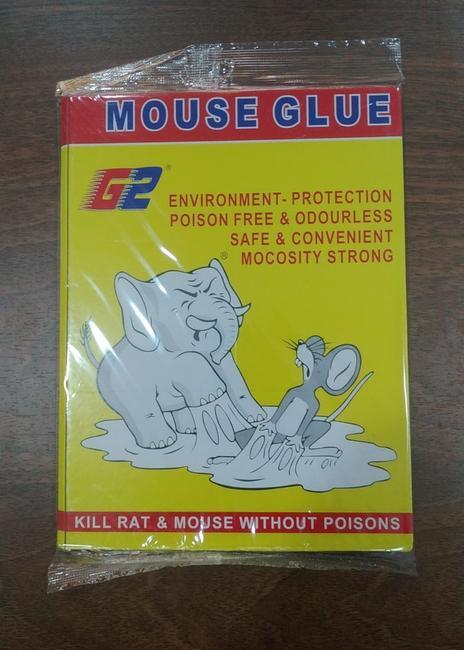 MOUSE GLUE
G2®
ENVIRONMENT- PROTECTION
POISON FREE & ODOURLESS
SAFE & CONVENIENT
® MOCOSITY STRONG
KILL RAT & MOUSE WITHOUT POISONS